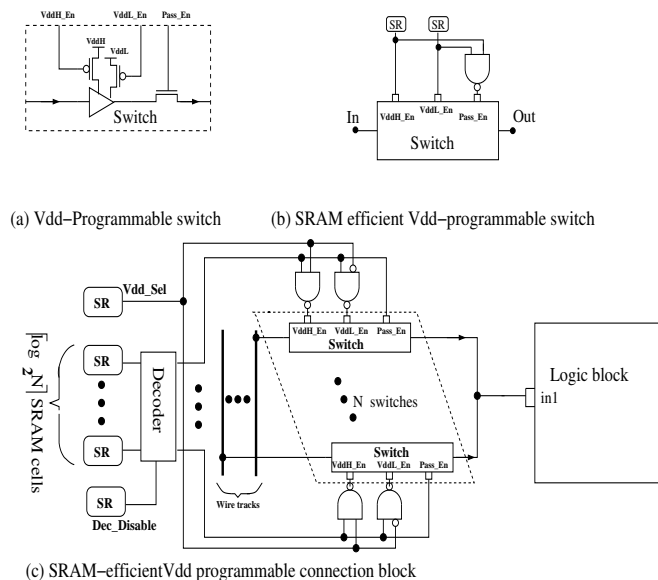 VddH_En VddL_En Pass_En
VddH
VddL
Switch
(a) Vdd−Programmable switch
SR SR
VddH_En VddL_En Pass_En
In Out
Switch
(b) SRAM efficient Vdd−programmable switch
SR Vdd_Sel
⌈log 2 N⌉ SRAM cells
SR
SR
Decoder
SR
Dec_Disable
Wire tracks
VddH_En VddL_En Pass_En
Switch
N switches
Switch
VddH_En VddL_En Pass_En
Logic block
in1
(c) SRAM−efficientVdd programmable connection block